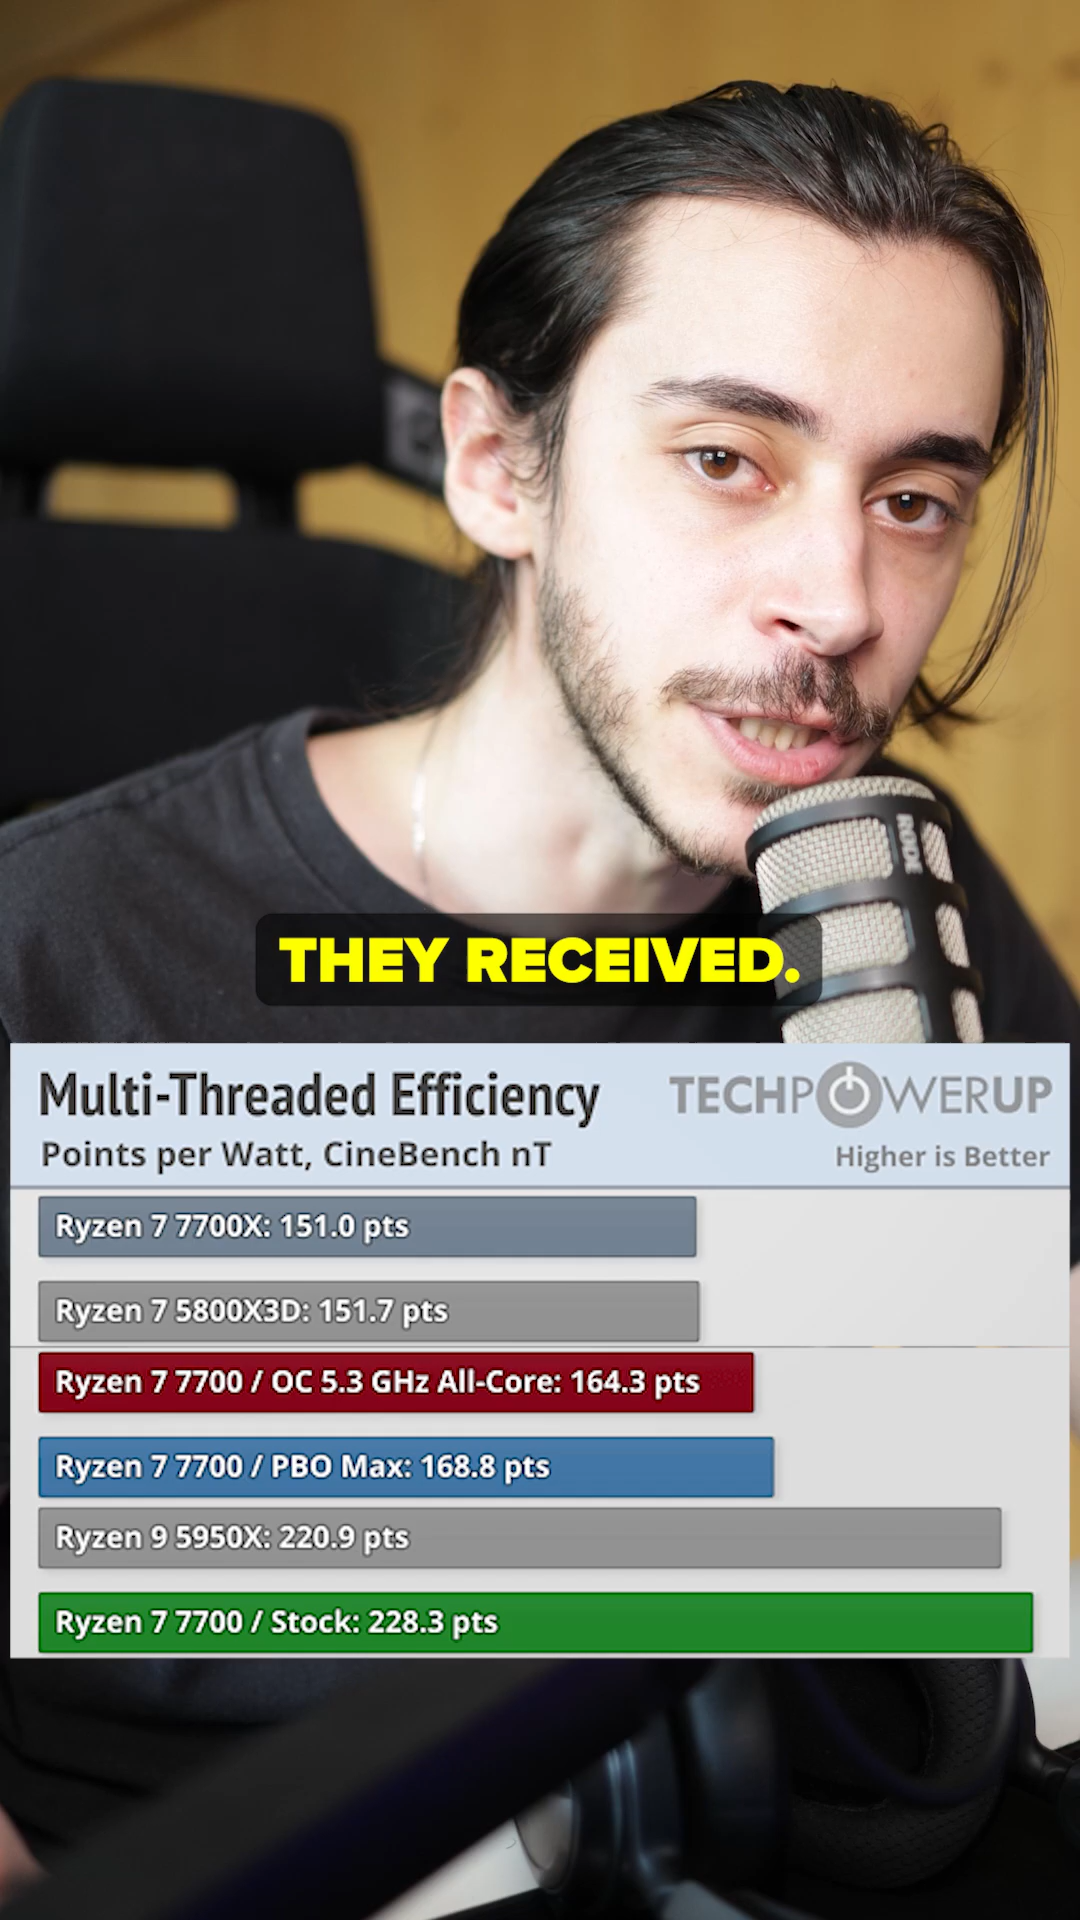 RODE
THEY RECEIVED.
Multi-Threaded Efficiency
TECHPOWERUP
Points per Watt, CineBench nT
Higher is Better
Ryzen 7 7700X: 151.0 pts
Ryzen 7 5800X3D: 151.7 pts
Ryzen 7 7700 / OC 5.3 GHz All-Core: 164.3 pts
Ryzen 7 7700 / PBO Max: 168.8 pts
Ryzen 9 5950X: 220.9 pts
Ryzen 7 7700 / Stock: 228.3 pts